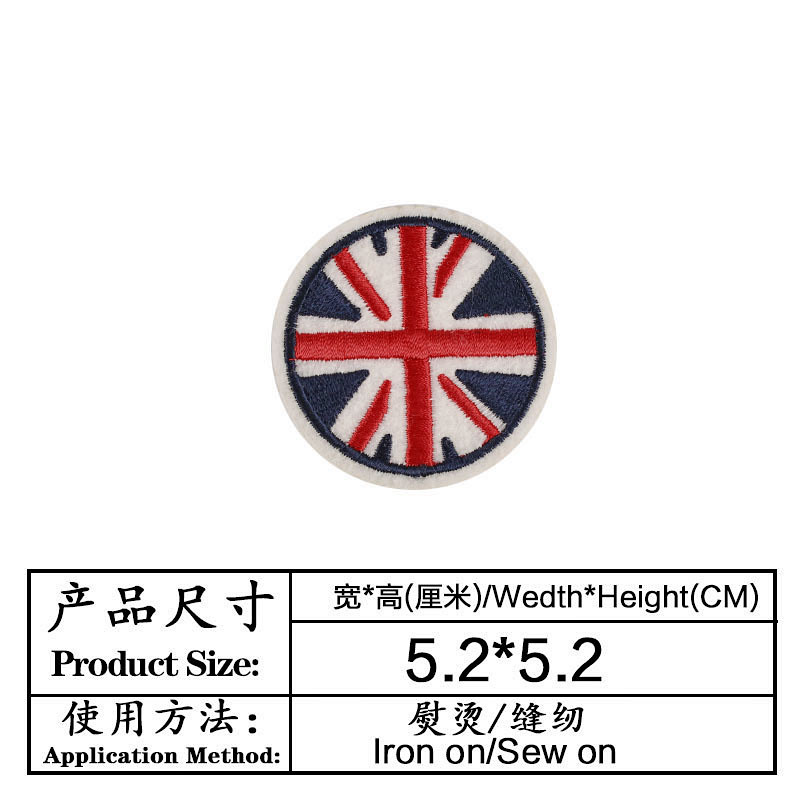 产品尺寸
Product Size:
宽*高(厘米)/Wedth*Height(CM)
5.2*5.2
使用方法:
Application Method:
熨烫/缝纫
Iron on/Sew on